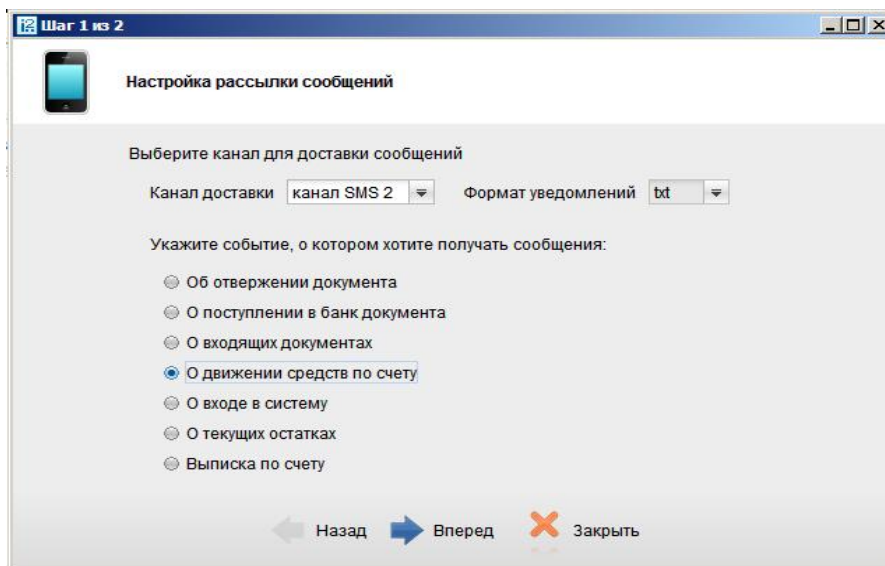 Шаг 1 из 2
Настройка рассылки сообщений
Выберите канал для доставки сообщений
Канал доставки канал SMS 2 Формат уведомлений txt
Укажите событие, о котором хотите получать сообщения:
Об отвержении документа
О поступлении в банк документа
О входящих документах
О движении средств по счету
О входе в систему
О текущих остатках
Выписка по счету
Назад Вперед Закрыть